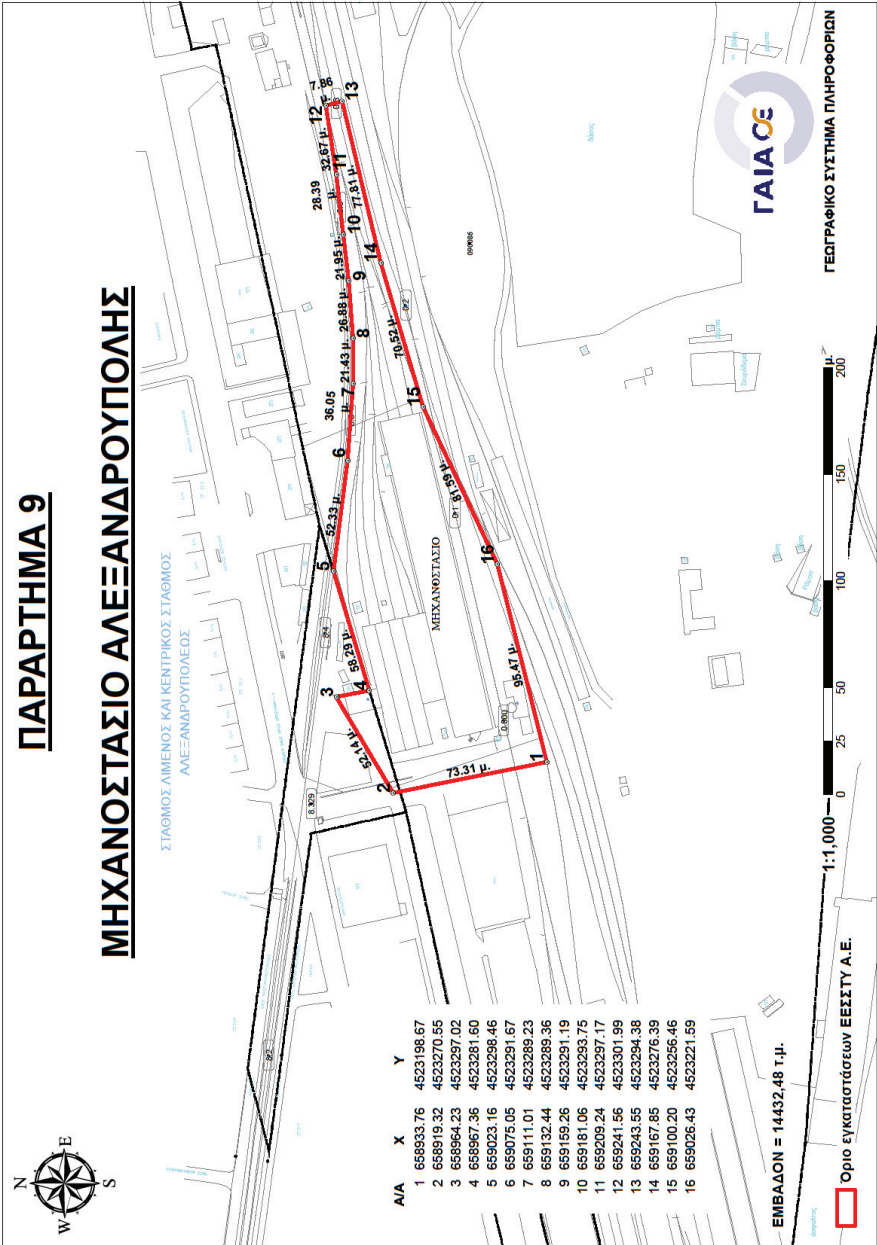 ΠΑΡΑΡΤΗΜΑ 9
ΜΗΧΑΝΟΣΤΑΣΙΟ ΑΛΕΞΑΝΔΡΟΥΠΟΛΗΣ
N
W
E
S
ΣΤΑΘΜΟΣ ΛΙΜΕΝΟΣ ΚΑΙ ΚΕΝΤΡΙΚΟΣ ΣΤΑΘΜΟΣ
ΑΛΕΞΑΝΔΡΟΥΠΟΛΕΩΣ
8.929
0.800
ΜΗΧΑΝΟΣΤΑΣΙΟ
090086
1
73.31 μ.
2
52.14 μ.
3
4
58.29 μ.
5
52.33 μ.
6
36.05
μ.
7
21.43 μ.
8
26.88 μ.
9
21.95 μ.
10
28.39
μ.
11
32.67 μ.
12
7.86
13
77.81 μ.
14
70.52 μ.
15
81.59 μ.
16
95.47 μ.
Α/Α X Y
1 658933.76 4523198.67
2 658919.32 4523270.55
3 658964.23 4523297.02
4 658967.36 4523281.60
5 659023.16 4523298.46
6 659075.05 4523291.67
7 659111.01 4523289.23
8 659132.44 4523289.36
9 659159.26 4523291.19
10 659181.06 4523293.75
11 659209.24 4523297.17
12 659241.56 4523301.99
13 659243.55 4523294.38
14 659167.85 4523276.39
15 659100.20 4523256.46
16 659026.43 4523221.59
ΕΜΒΑΔΟΝ = 14432,48 τ.μ.
Όριο εγκαταστάσεων ΕΕΣΣΤΥ Α.Ε.
1:1,000
0 25 50 100 150 200
μ.
ΓΑΙΑ ΟΣΕ
ΓΕΩΓΡΑΦΙΚΟ ΣΥΣΤΗΜΑ ΠΛΗΡΟΦΟΡΙΩΝ